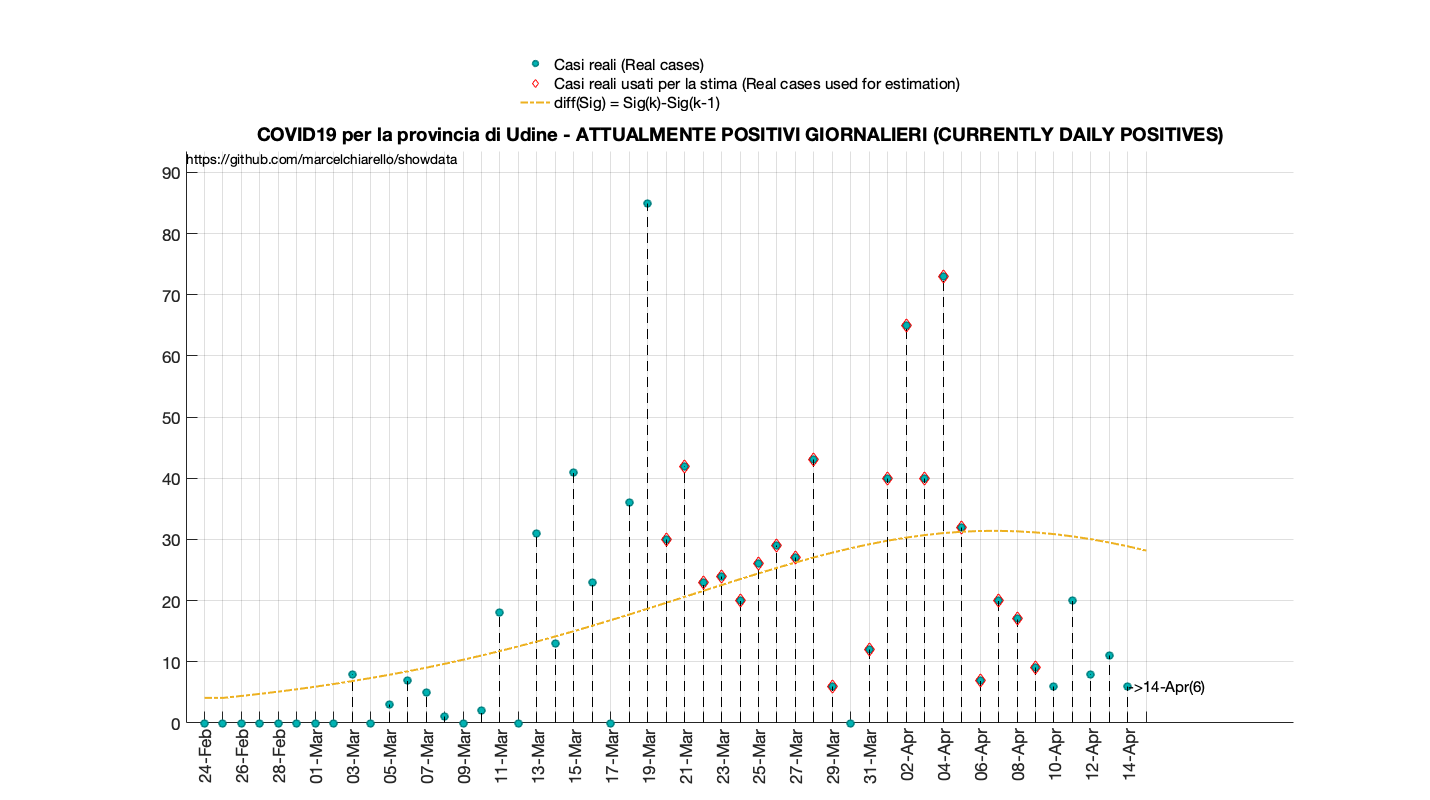 Casi reali (Real cases)
Casi reali usati per la stima (Real cases used for estimation)
diff(Sig) = Sig(k)-Sig(k-1)
COVID19 per la provincia di Udine - ATTUALMENTE POSITIVI GIORNALIERI (CURRENTLY DAILY POSITIVES)
https://github.com/marcelchiarello/showdata
90
80
70
60
50
40
30
20
10
0
->14-Apr(6)
24-Feb
26-Feb
28-Feb
01-Mar
03-Mar
05-Mar
07-Mar
09-Mar
11-Mar
13-Mar
15-Mar
17-Mar
19-Mar
21-Mar
23-Mar
25-Mar
27-Mar
29-Mar
31-Mar
02-Apr
04-Apr
06-Apr
08-Apr
10-Apr
12-Apr
14-Apr